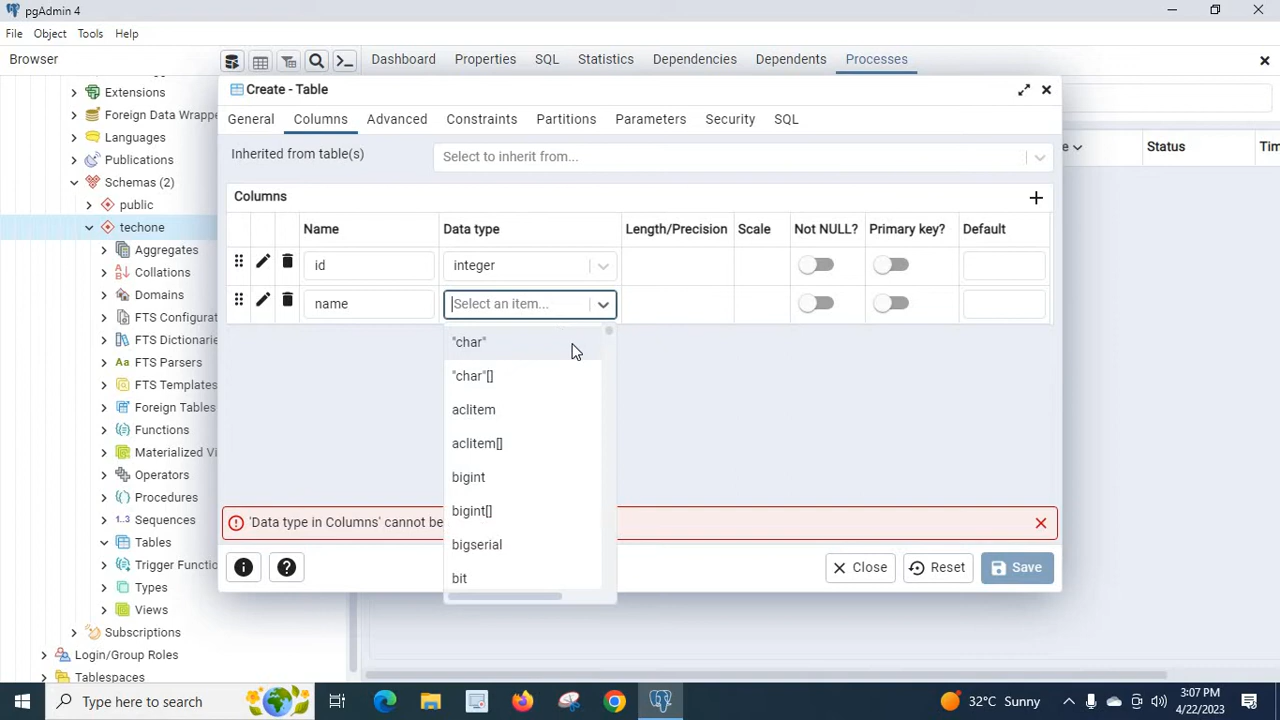 pgAdmin 4
File Object Tools Help
Browser
Dashboard Properties SQL Statistics Dependencies Dependents Processes
Extensions
Foreign Data Wrappe
Languages
Publications
Schemas (2)
public
techone
Aggregates
Collations
Domains
FTS Configurat
FTS Dictionarie
FTS Parsers
FTS Templates
Foreign Tables
Functions
Materialized Vi
Operators
Procedures
Sequences
Tables
Trigger Functio
Types
Views
Subscriptions
Login/Group Roles
Tablespaces
Create - Table
General Columns Advanced Constraints Partitions Parameters Security SQL
Inherited from table(s) Select to inherit from...
Columns
Name Data type Length/Precision Scale Not NULL? Primary key? Default
id integer
name Select an item...
"char"
"char"[]
aclitem
aclitem[]
bigint
bigint[]
bigserial
bit
'Data type in Columns' cannot be
Close Reset Save
Status Tim
Type here to search
32°C Sunny
3:07 PM
4/22/2023